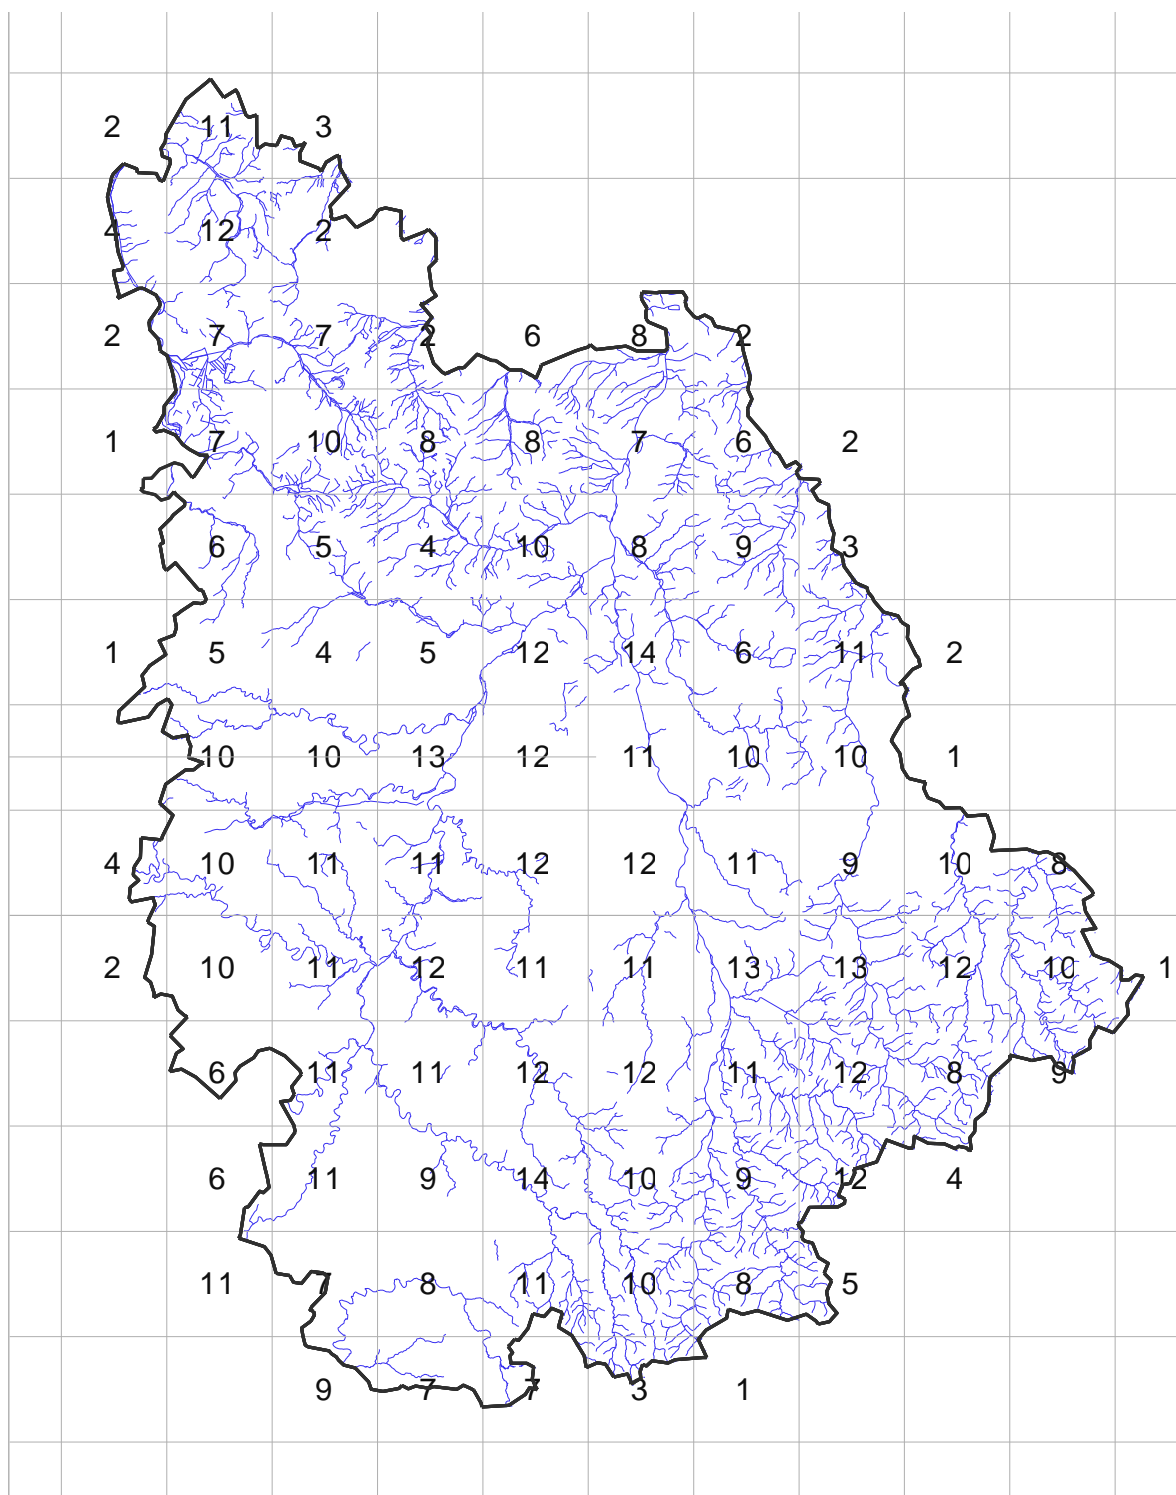 2 11 3
4 12 2
2 7 7 2 6 8 2
1 7 10 8 8 7 6 2
6 5 4 10 8 9 3
1 5 4 5 12 14 6 11 2
10 10 13 12 11 10 10 1
4 10 11 11 12 12 11 9 10 8
2 10 11 12 11 11 13 13 12 10 1
6 11 11 12 12 11 12 8 9
6 11 9 14 10 9 12 4
11 7 8 11 10 8 5
9 7 7 3 1